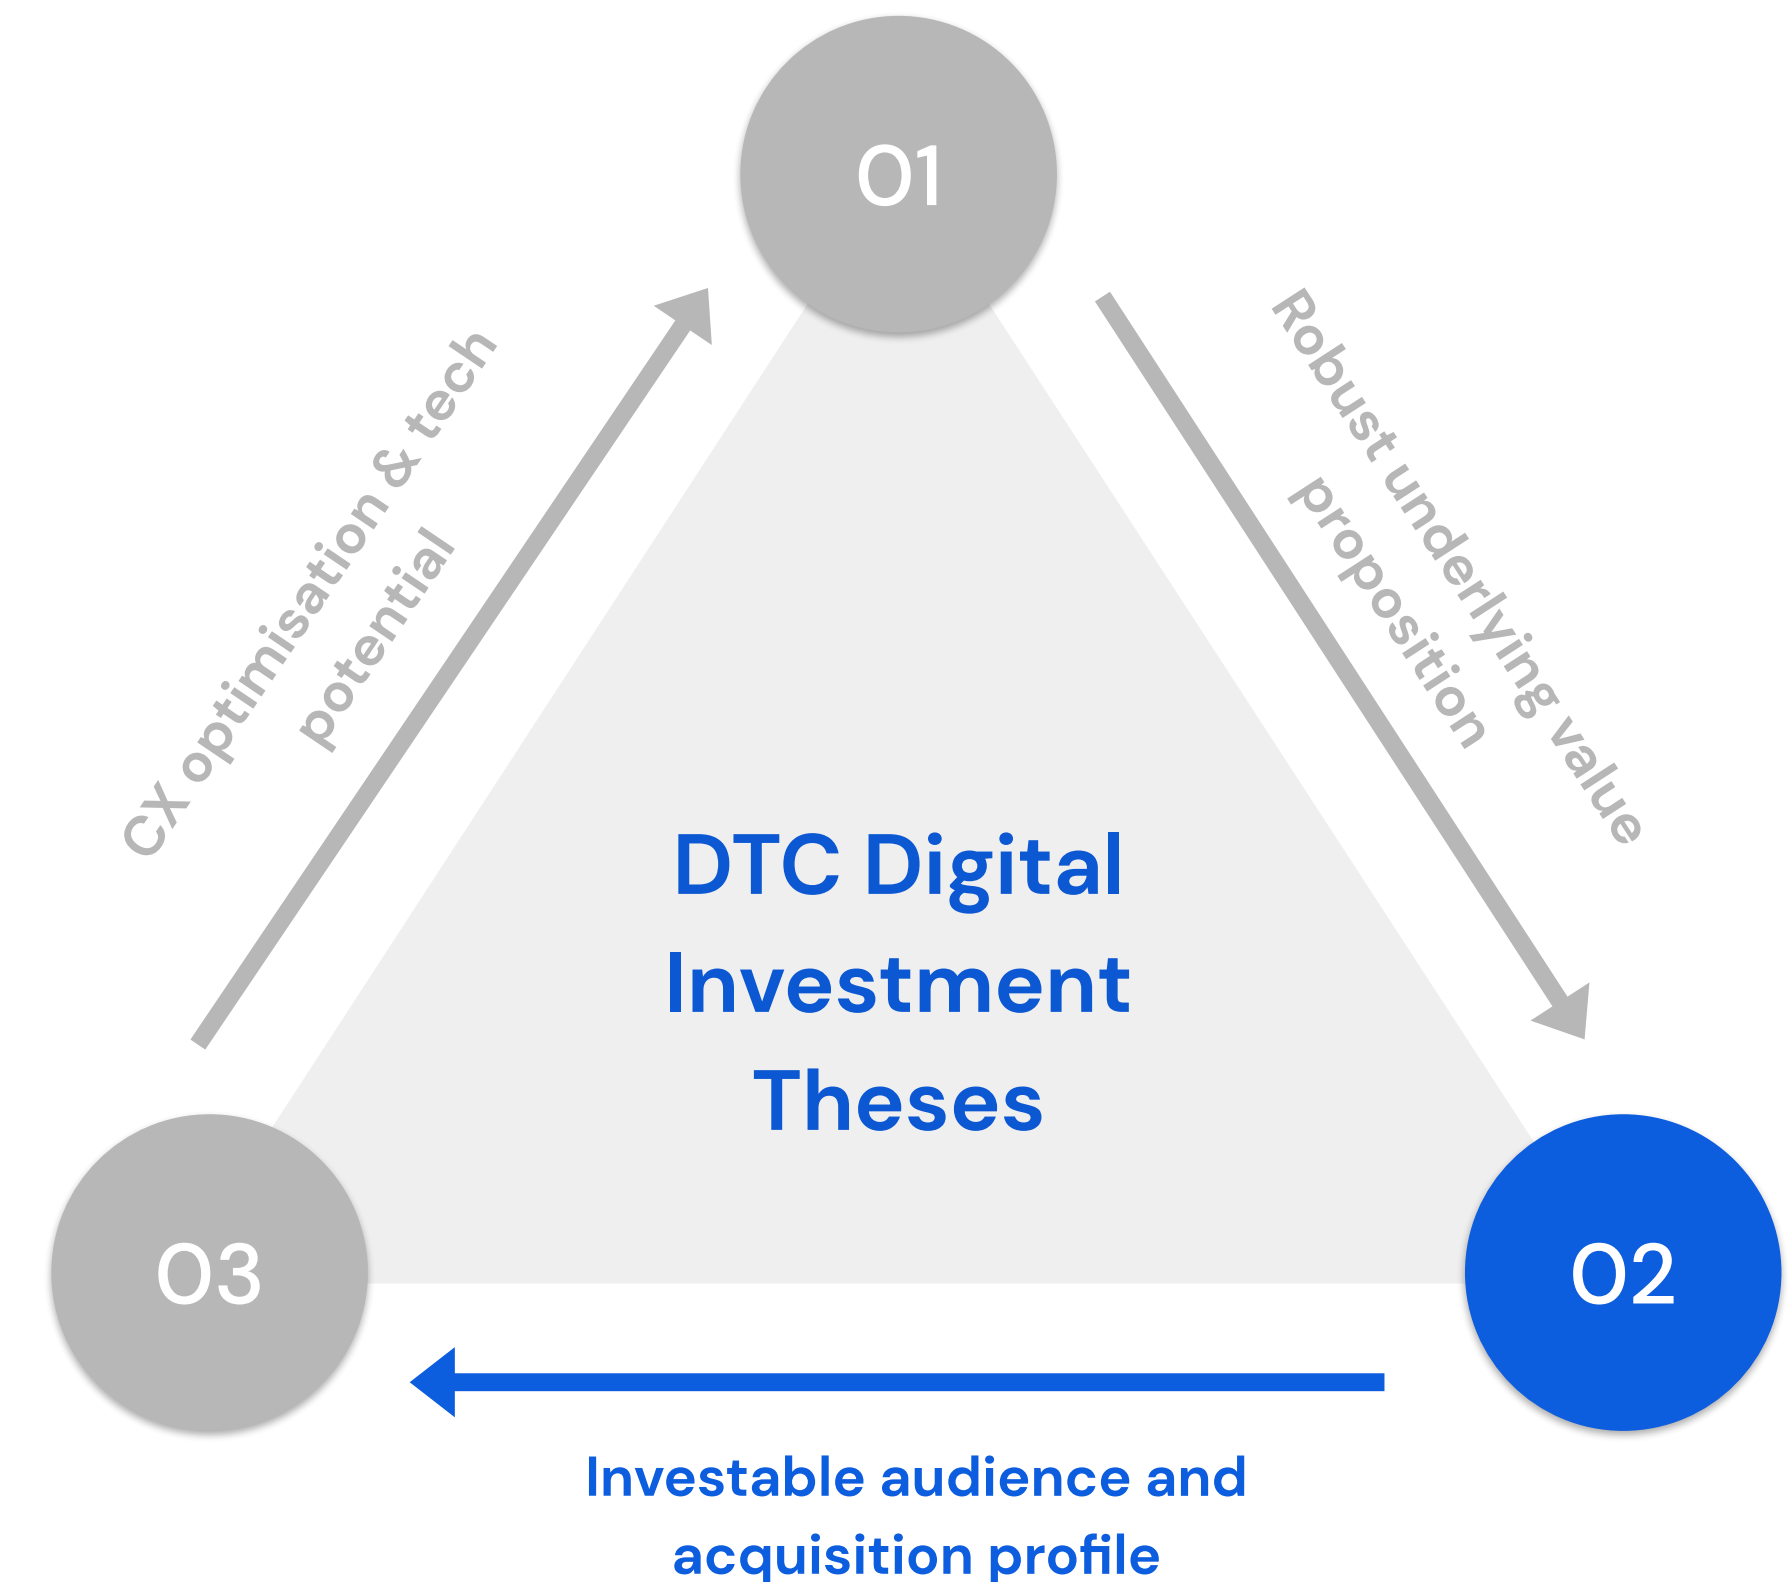 01
CX optimisation & tech
potential
Robust underlying value
proposition
DTC Digital
Investment
Theses
03
02
Investable audience and
acquisition profile